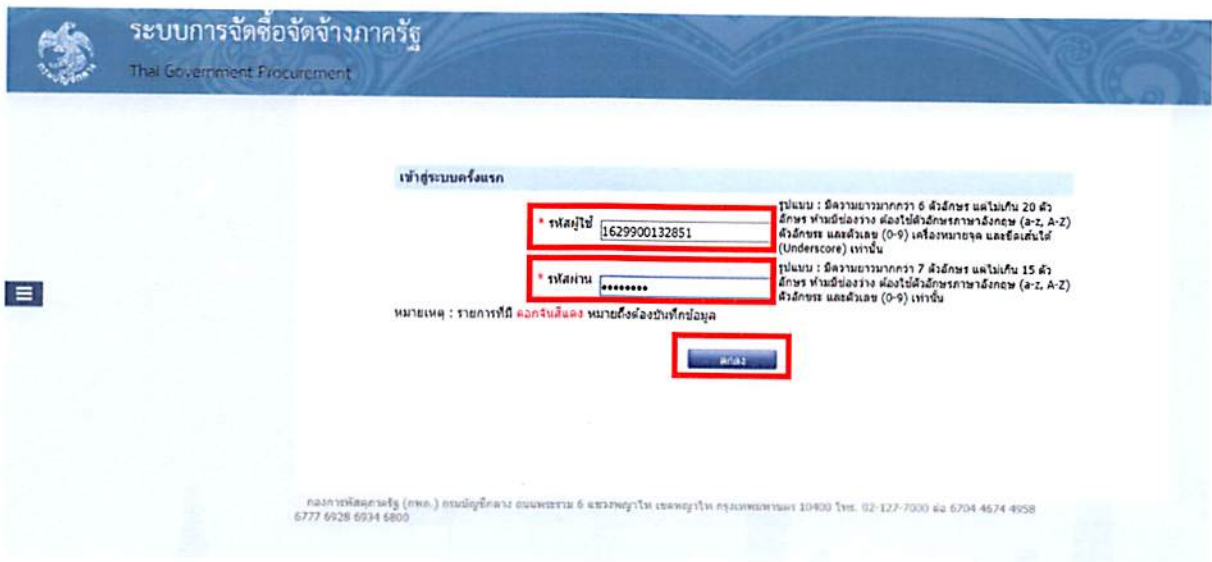 ระบบการจัดซื้อจัดจ้างภาครัฐ
Thai Government Procurement
กรมบัญชีกลาง
เข้าสู่ระบบครั้งแรก
* รหัสผู้ใช้ 1629900132851
รูปแบบ : มีความยาวมากกว่า 6 ตัวอักษร แต่ไม่เกิน 20 ตัว
อักษร ห้ามมีช่องว่าง ต้องใช้ตัวอักษรภาษาอังกฤษ (a-z, A-Z)
ตัวอักขระ และตัวเลข (0-9) เครื่องหมายจุด และขีดเส้นใต้
(Underscore) เท่านั้น
* รหัสผ่าน ••••••••
รูปแบบ : มีความยาวมากกว่า 7 ตัวอักษร แต่ไม่เกิน 15 ตัว
อักษร ห้ามมีช่องว่าง ต้องใช้ตัวอักษรภาษาอังกฤษ (a-z, A-Z)
ตัวอักขระ และตัวเลข (0-9) เท่านั้น
หมายเหตุ : รายการที่มี ดอกจันสีแดง หมายถึงต้องบันทึกข้อมูล
ตกลง
กองการพัสดุภาครัฐ (กพภ.) กรมบัญชีกลาง ถนนพระราม 6 แขวงพญาไท เขตพญาไท กรุงเทพมหานคร 10400 โทร. 02-127-7000 ต่อ 6704 4674 4958
6777 6928 6934 6800